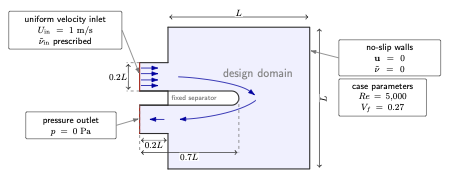 L
uniform velocity inlet
U_in = 1 m/s
ν̃_in prescribed
no-slip walls
u = 0
ν̃ = 0
design domain
0.2L
fixed separator
L
case parameters
Re = 5,000
V_f = 0.27
pressure outlet
p = 0 Pa
0.2L
0.7L